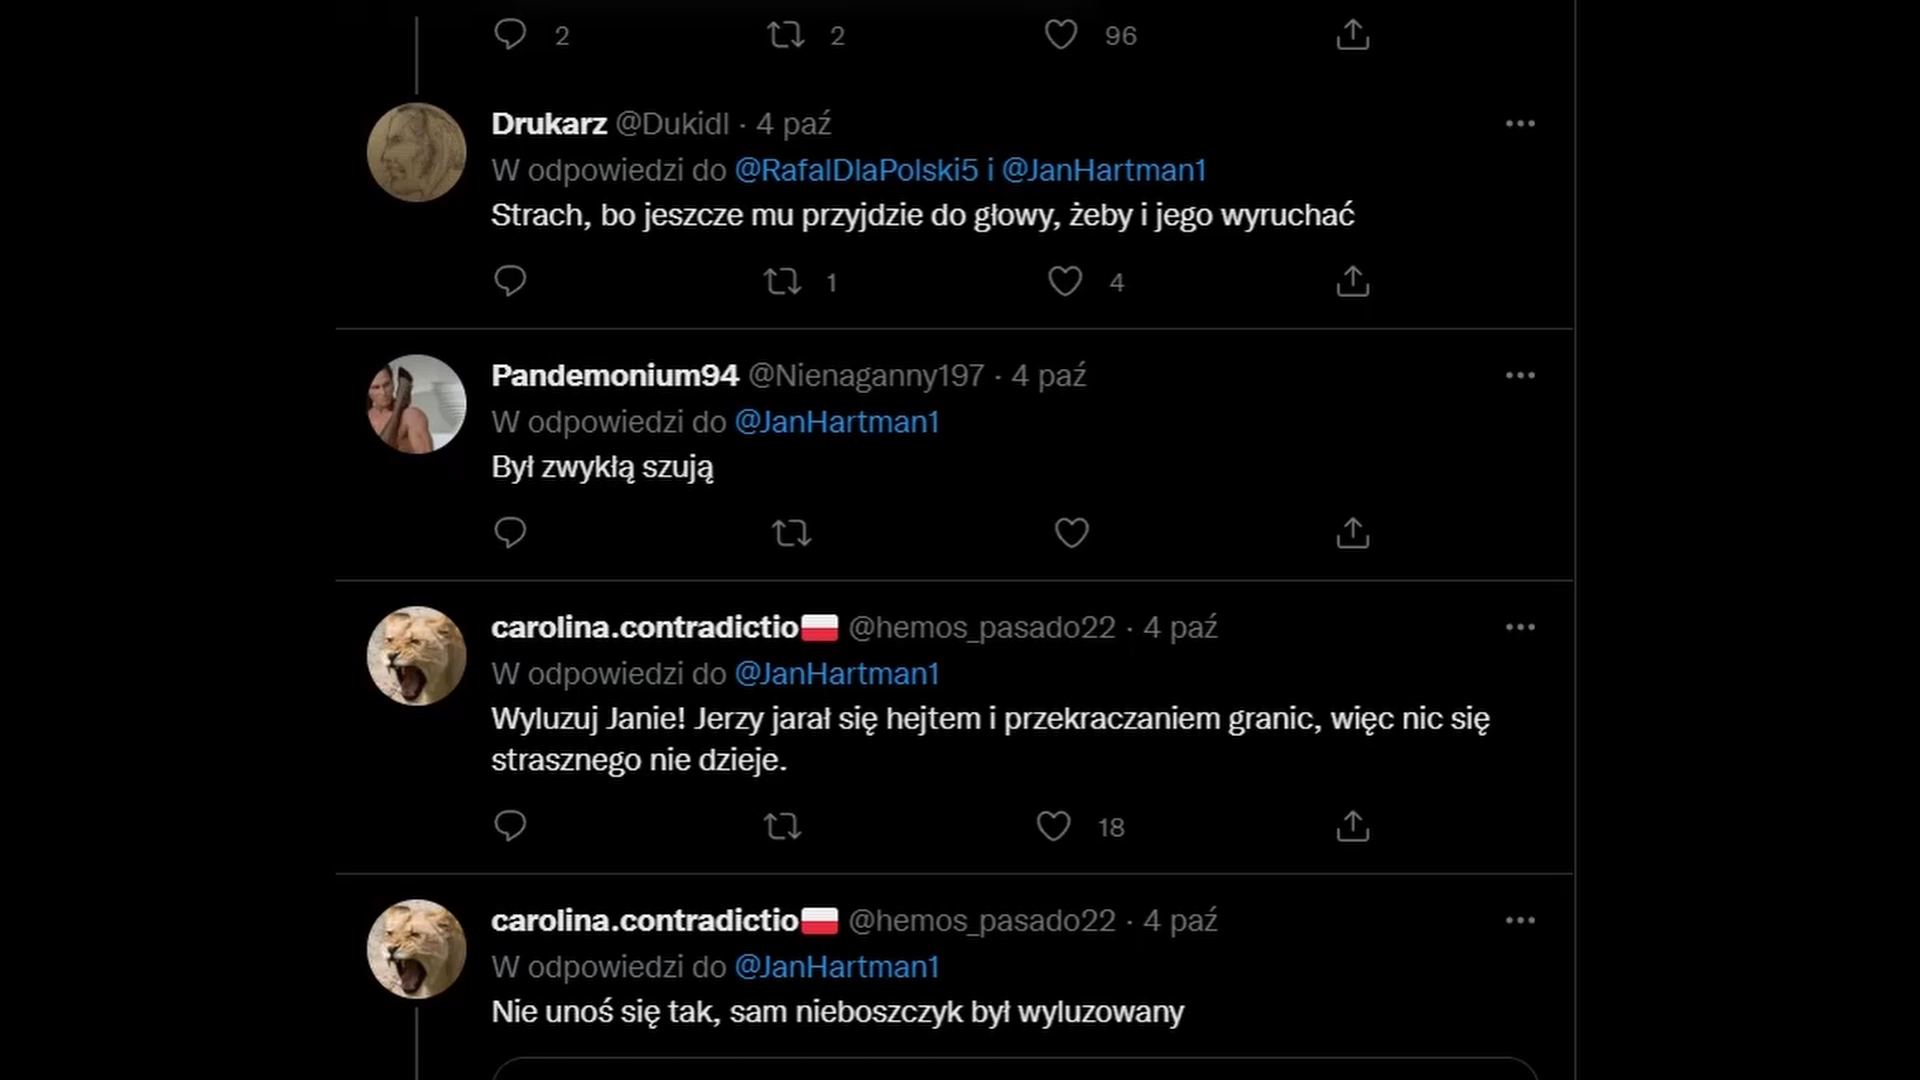 2 2 96
Drukarz @Dukidl · 4 paź
W odpowiedzi do @RafalDlaPolski5 i @JanHartman1
Strach, bo jeszcze mu przyjdzie do głowy, żeby i jego wyruchać
1 4
Pandemonium94 @Nienaganny197 · 4 paź
W odpowiedzi do @JanHartman1
Był zwykłą szują
carolina.contradictio🇵🇱 @hemos_pasado22 · 4 paź
W odpowiedzi do @JanHartman1
Wyluzuj Janie! Jerzy jarał się hejtem i przekraczaniem granic, więc nic się
strasznego nie dzieje.
18
carolina.contradictio🇵🇱 @hemos_pasado22 · 4 paź
W odpowiedzi do @JanHartman1
Nie unoś się tak, sam nieboszczyk był wyluzowany